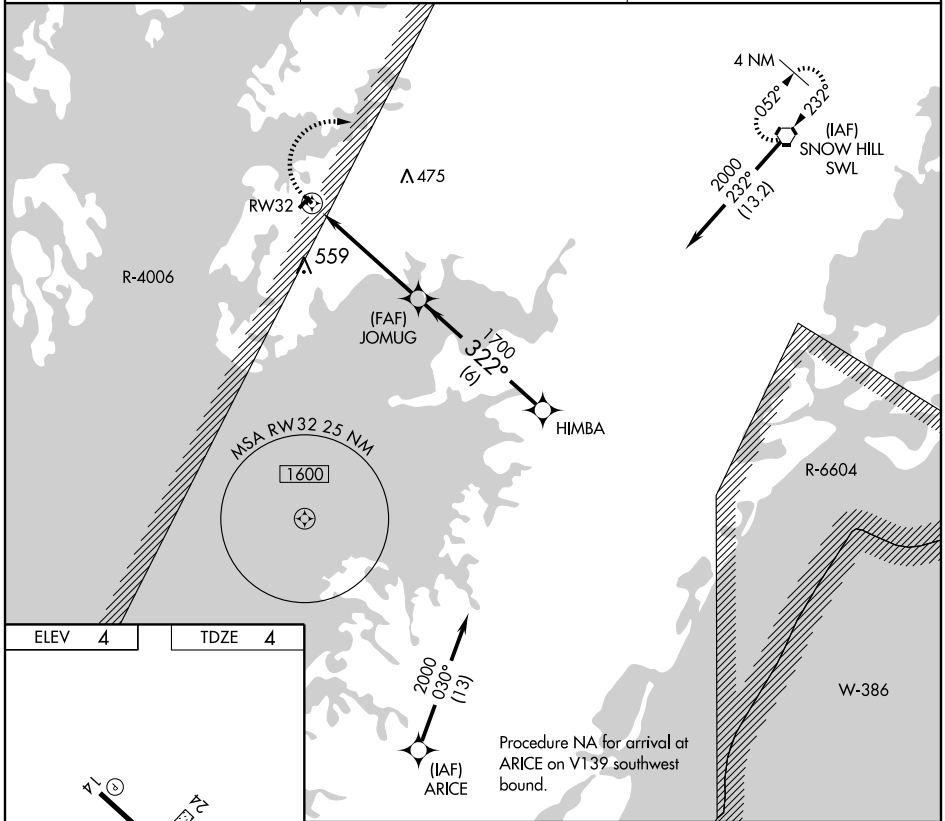 4 NM
052°
232°
(IAF)
SNOW HILL
SWL
2000
232°
(13.2)
475
RW32
559
R-4006
(FAF)
JOMUG
1700
322°
(6)
HIMBA
MSA RW32 25 NM
1600
R-6604
ELEV 4
TDZE 4
2000
030°
(13)
W-386
Procedure NA for arrival at
ARICE on V139 southwest
bound.
(IAF)
ARICE
14
P
24